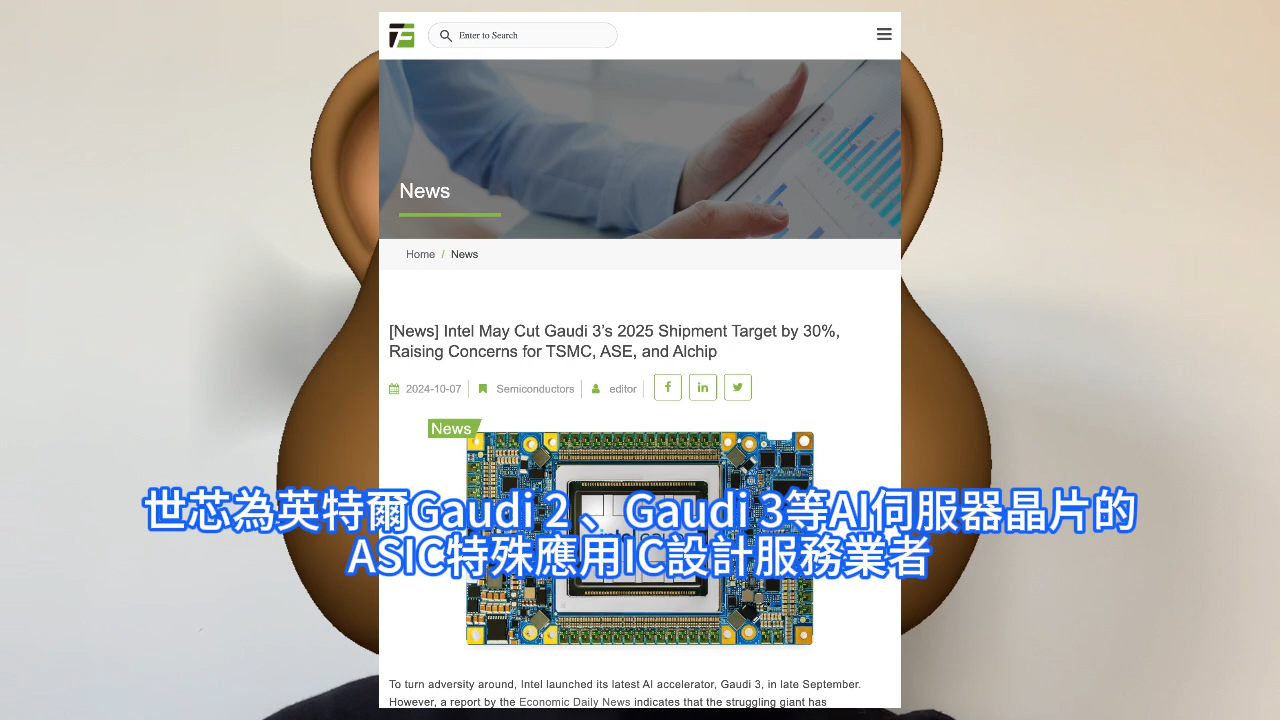 Enter to Search
News
Home / News
[News] Intel May Cut Gaudi 3’s 2025 Shipment Target by 30%,
Raising Concerns for TSMC, ASE, and Alchip
2024-10-07 Semiconductors editor
News
世芯為英特爾Gaudi 2 、Gaudi 3等AI伺服器晶片的
ASIC特殊應用IC設計服務業者
To turn adversity around, Intel launched its latest AI accelerator, Gaudi 3, in late September.
However, a report by the Economic Daily News indicates that the struggling giant has